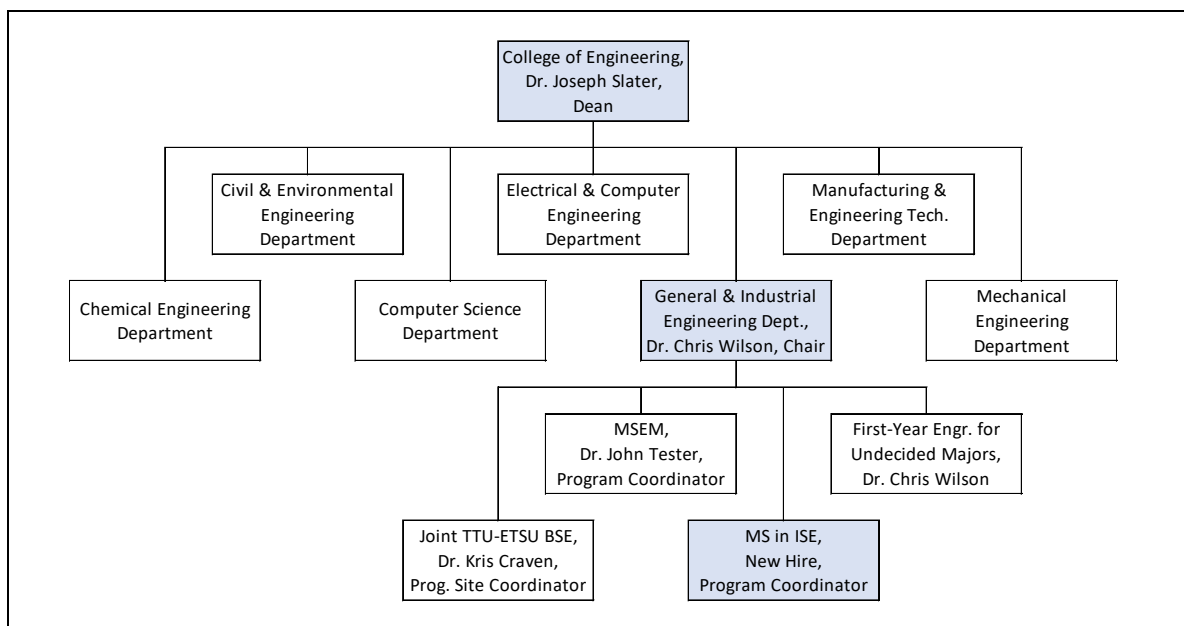 College of Engineering,
Dr. Joseph Slater,
Dean
Civil & Environmental
Engineering
Department
Electrical & Computer
Engineering
Department
Manufacturing &
Engineering Tech.
Department
Chemical Engineering
Department
Computer Science
Department
General & Industrial
Engineering Dept.,
Dr. Chris Wilson, Chair
Mechanical
Engineering
Department
MSEM,
Dr. John Tester,
Program Coordinator
First-Year Engr. for
Undecided Majors,
Dr. Chris Wilson
Joint TTU-ETSU BSE,
Dr. Kris Craven,
Prog. Site Coordinator
MS in ISE,
New Hire,
Program Coordinator